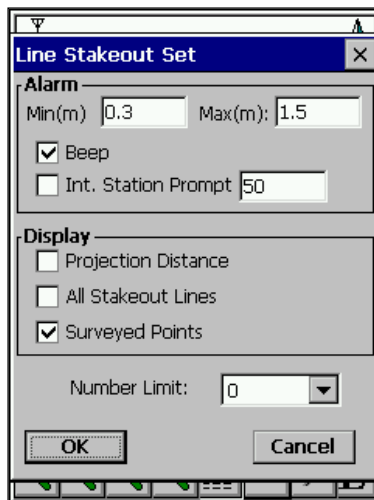 Line Stakeout Set
Alarm
Min(m) 0.3 Max(m): 1.5
Beep
Int. Station Prompt 50
Display
Projection Distance
All Stakeout Lines
Surveyed Points
Number Limit: 0
OK Cancel